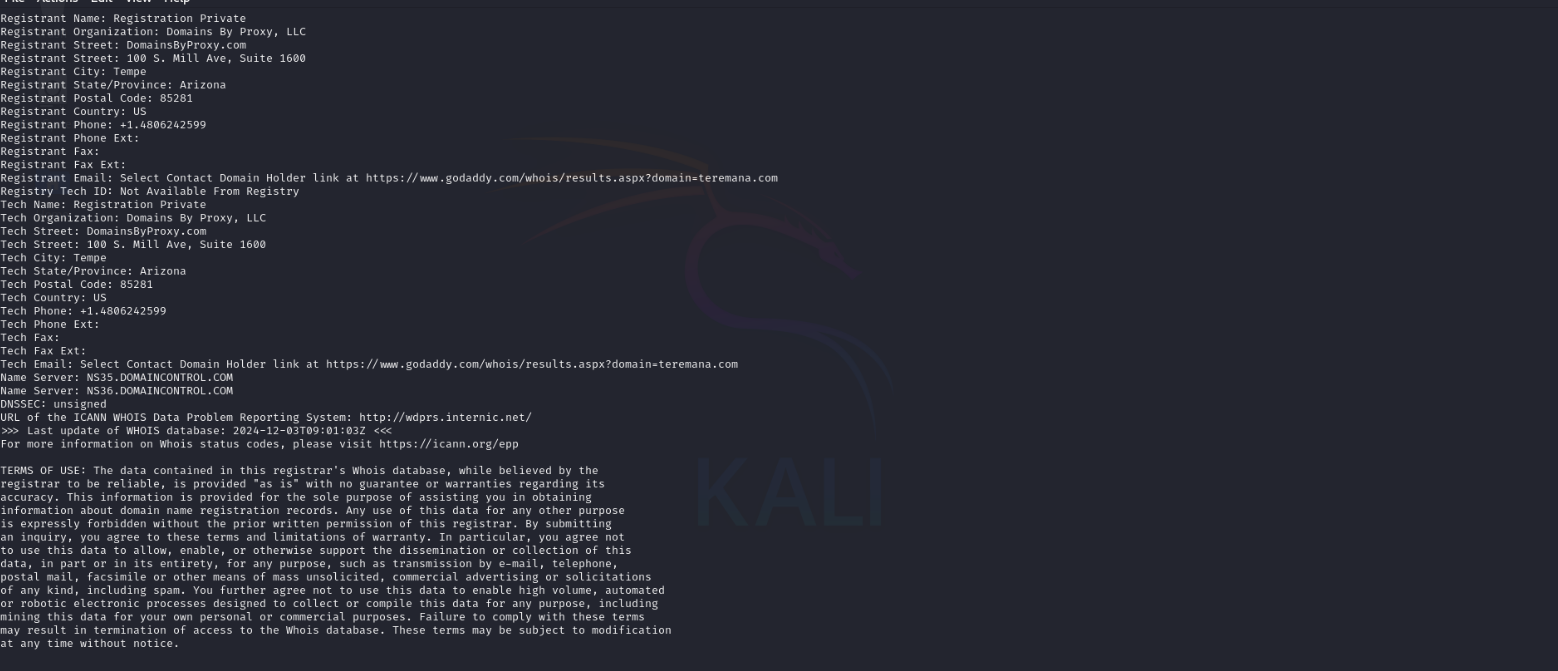 File Actions Edit View Help
Registrant Name: Registration Private
Registrant Organization: Domains By Proxy, LLC
Registrant Street: DomainsByProxy.com
Registrant Street: 100 S. Mill Ave, Suite 1600
Registrant City: Tempe
Registrant State/Province: Arizona
Registrant Postal Code: 85281
Registrant Country: US
Registrant Phone: +1.4806242599
Registrant Phone Ext:
Registrant Fax:
Registrant Fax Ext:
Registrant Email: Select Contact Domain Holder link at https://www.godaddy.com/whois/results.aspx?domain=teremana.com
Registry Tech ID: Not Available From Registry
Tech Name: Registration Private
Tech Organization: Domains By Proxy, LLC
Tech Street: DomainsByProxy.com
Tech Street: 100 S. Mill Ave, Suite 1600
Tech City: Tempe
Tech State/Province: Arizona
Tech Postal Code: 85281
Tech Country: US
Tech Phone: +1.4806242599
Tech Phone Ext:
Tech Fax:
Tech Fax Ext:
Tech Email: Select Contact Domain Holder link at https://www.godaddy.com/whois/results.aspx?domain=teremana.com
Name Server: NS35.DOMAINCONTROL.COM
Name Server: NS36.DOMAINCONTROL.COM
DNSSEC: unsigned
URL of the ICANN WHOIS Data Problem Reporting System: http://wdprs.internic.net/
>>> Last update of WHOIS database: 2024-12-03T09:01:03Z <<<
For more information on Whois status codes, please visit https://icann.org/epp
TERMS OF USE: The data contained in this registrar's Whois database, while believed by the
registrar to be reliable, is provided "as is" with no guarantee or warranties regarding its
accuracy. This information is provided for the sole purpose of assisting you in obtaining
information about domain name registration records. Any use of this data for any other purpose
is expressly forbidden without the prior written permission of this registrar. By submitting
an inquiry, you agree to these terms and limitations of warranty. In particular, you agree not
to use this data to allow, enable, or otherwise support the dissemination or collection of this
data, in part or in its entirety, for any purpose, such as transmission by e-mail, telephone,
postal mail, facsimile or other means of mass unsolicited, commercial advertising or solicitations
of any kind, including spam. You further agree not to use this data to enable high volume, automated
or robotic electronic processes designed to collect or compile this data for any purpose, including
mining this data for your own personal or commercial purposes. Failure to comply with these terms
may result in termination of access to the Whois database. These terms may be subject to modification
at any time without notice.
KALI